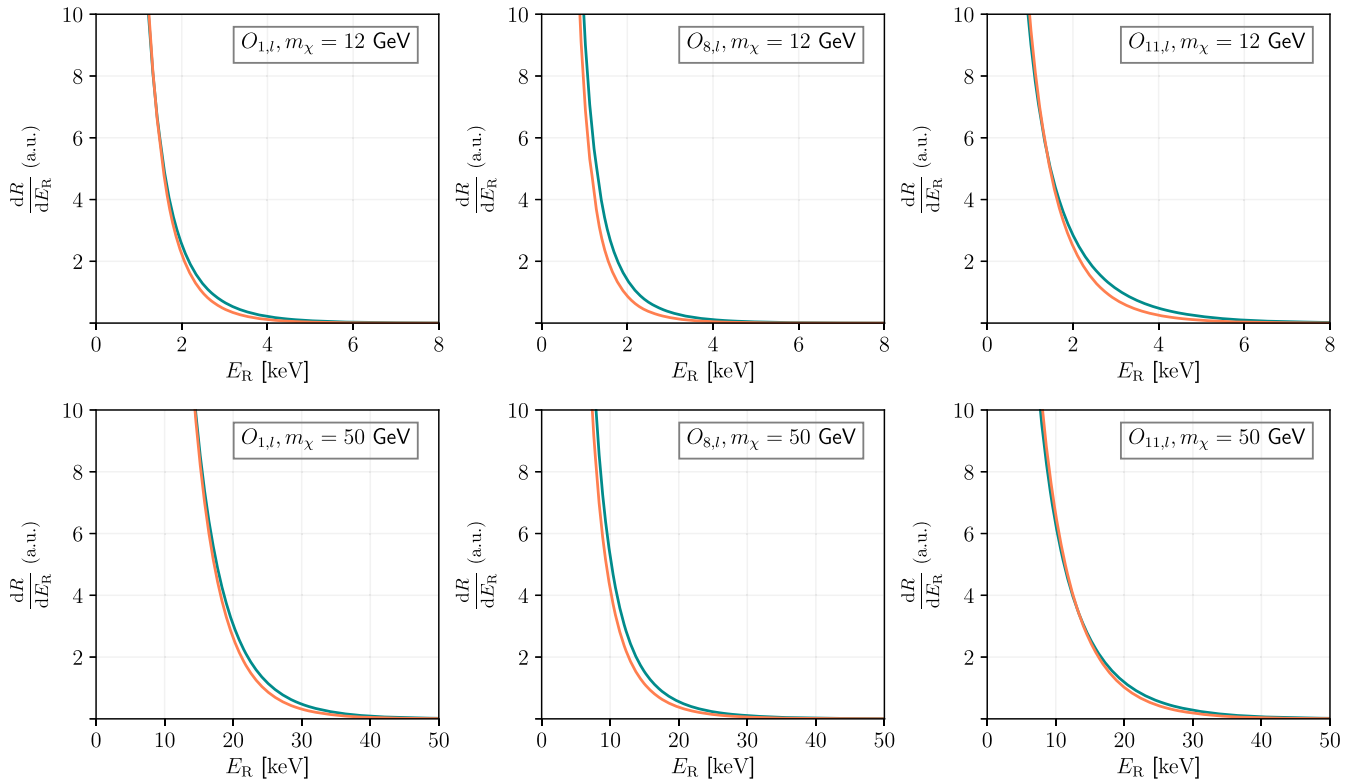 10
8
6
4
2
dR/dE_R (a.u.)
O_{1,l}, m_χ = 12 GeV
0 2 4 6 8
E_R [keV]
10
8
6
4
2
dR/dE_R (a.u.)
O_{8,l}, m_χ = 12 GeV
0 2 4 6 8
E_R [keV]
10
8
6
4
2
dR/dE_R (a.u.)
O_{11,l}, m_χ = 12 GeV
0 2 4 6 8
E_R [keV]
10
8
6
4
2
dR/dE_R (a.u.)
O_{1,l}, m_χ = 50 GeV
0 10 20 30 40 50
E_R [keV]
10
8
6
4
2
dR/dE_R (a.u.)
O_{8,l}, m_χ = 50 GeV
0 10 20 30 40 50
E_R [keV]
10
8
6
4
2
dR/dE_R (a.u.)
O_{11,l}, m_χ = 50 GeV
0 10 20 30 40 50
E_R [keV]